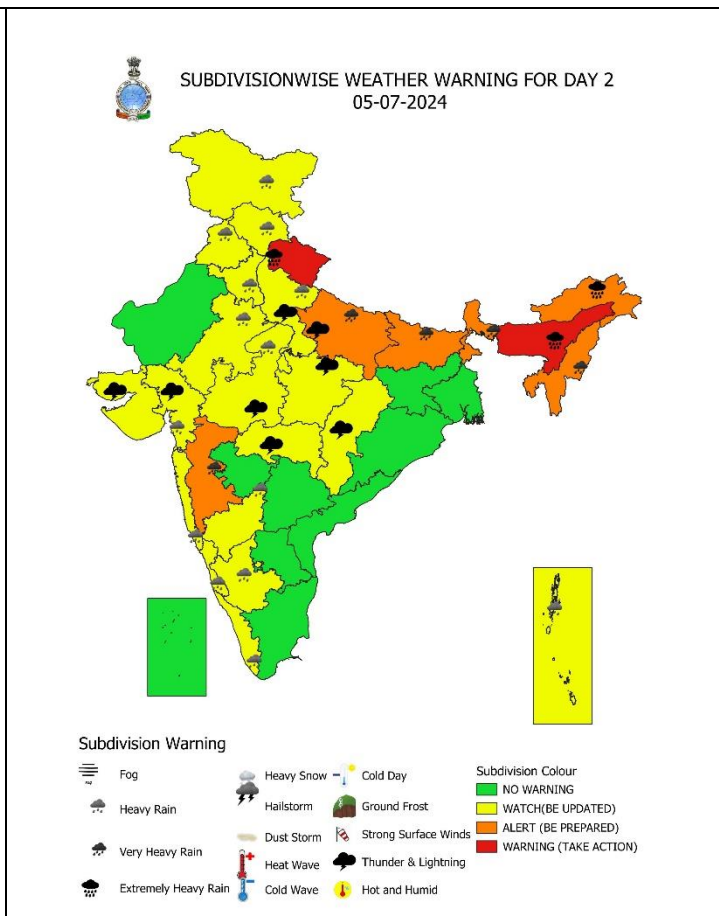 SUBDIVISIONWISE WEATHER WARNING FOR DAY 2
05-07-2024
Subdivision Warning
Fog
Heavy Rain
Very Heavy Rain
Extremely Heavy Rain
Heavy Snow
Hailstorm
Dust Storm
Heat Wave
Cold Wave
Cold Day
Ground Frost
Strong Surface Winds
Thunder & Lightning
Hot and Humid
Subdivision Colour
NO WARNING
WATCH(BE UPDATED)
ALERT (BE PREPARED)
WARNING (TAKE ACTION)